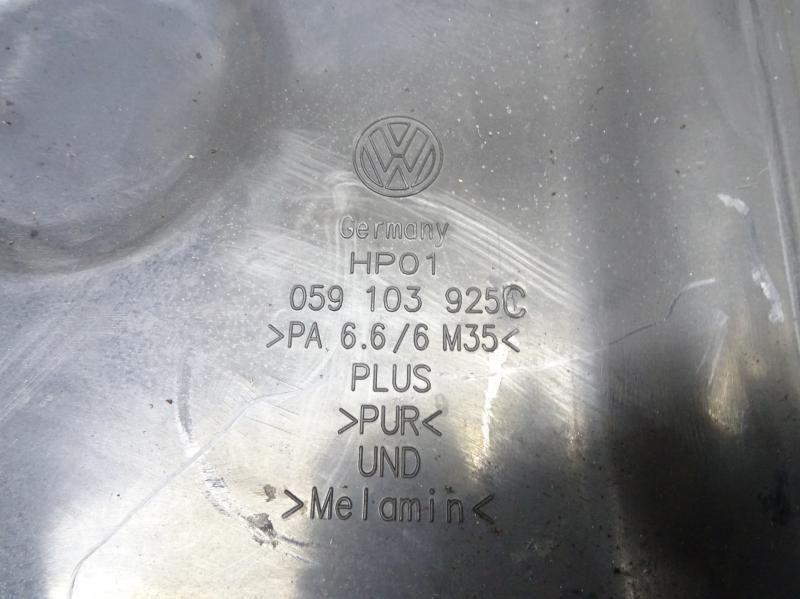 Germany
HP01
059 103 925C
>PA 6.6/6 M35<
PLUS
>PUR<
UND
>Melamin<